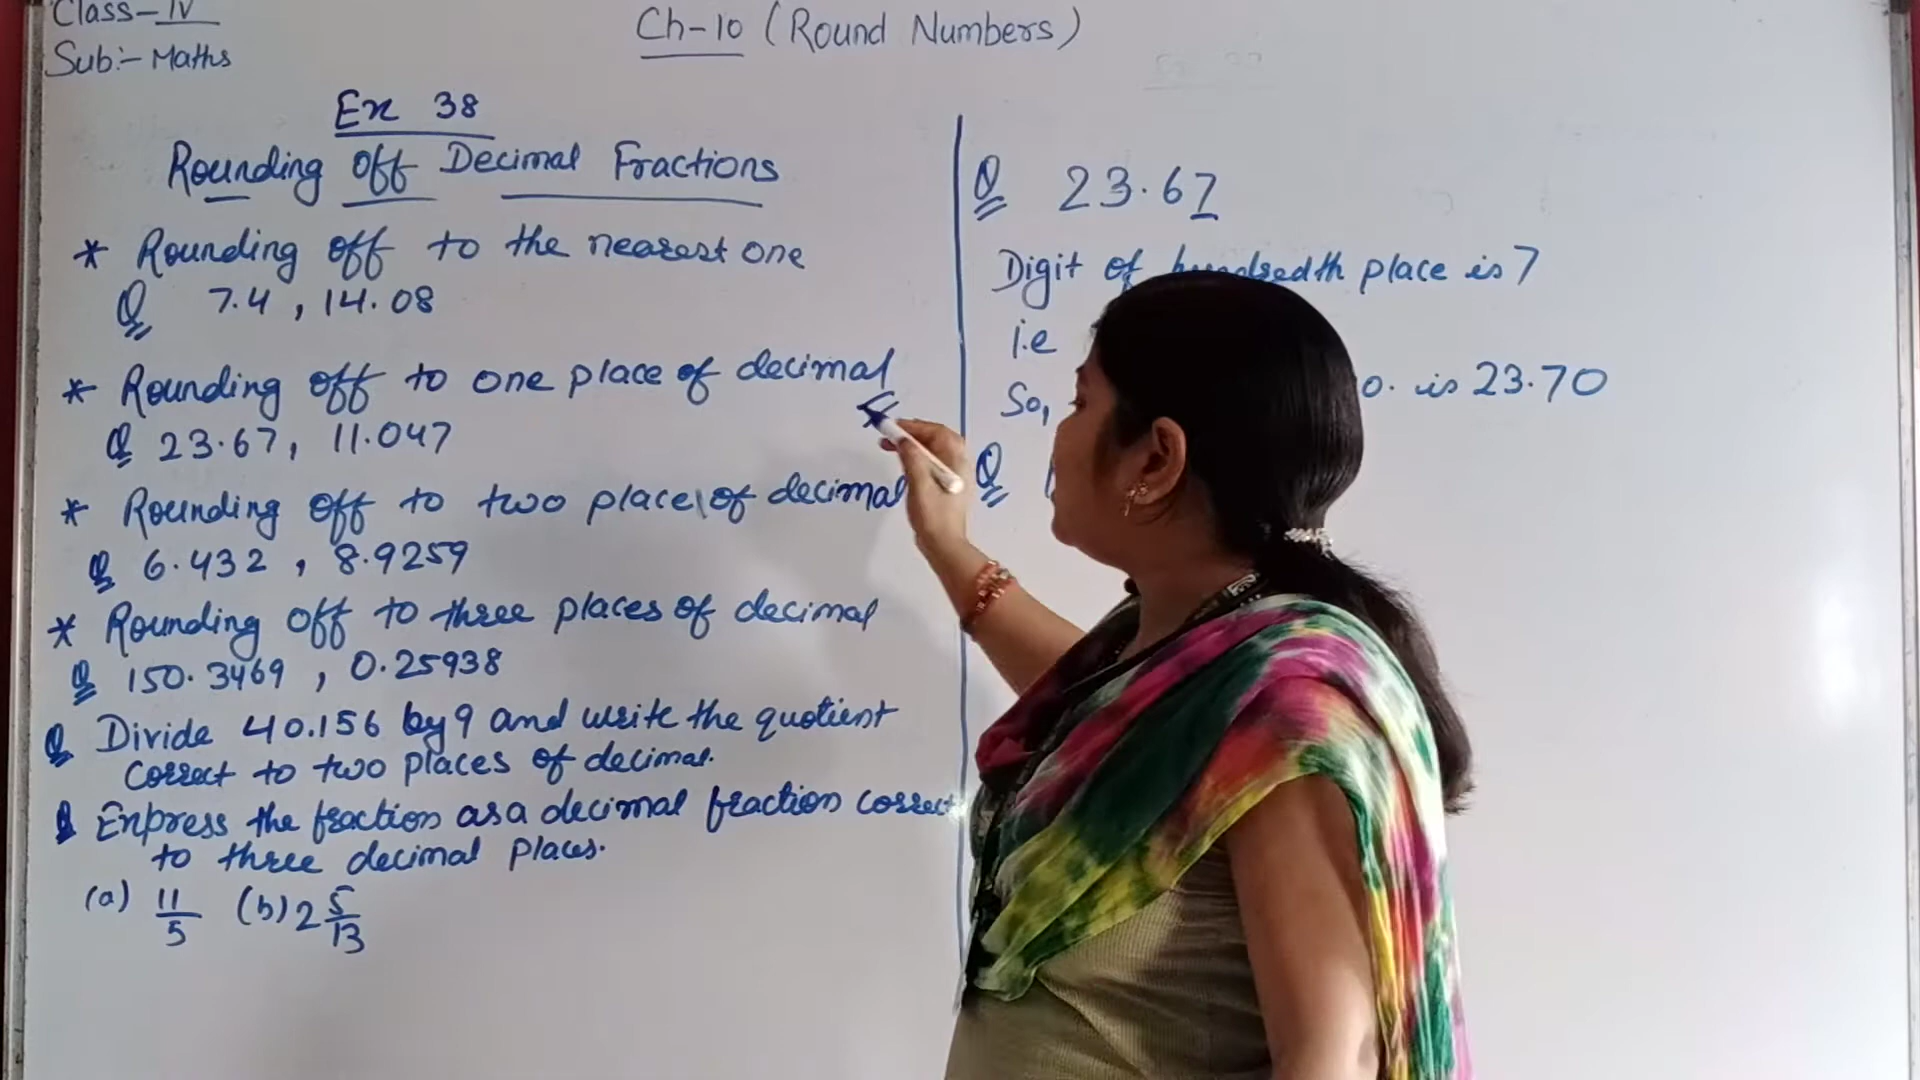 Class-IV
Sub:- Maths
Ch-10 (Round Numbers)
Ex 38
Rounding off Decimal Fractions
* Rounding off to the nearest one
Q 7.4, 14.08
* Rounding off to one place of decimal
Q 23.67, 11.047
* Rounding off to two place of decimal
Q 6.432, 8.9259
* Rounding off to three places of decimal
Q 150.3469, 0.25938
Q Divide 40.156 by 9 and write the quotient
correct to two places of decimal.
Q Express the fraction as a decimal fraction correct
to three decimal places.
(a) 11/5 (b) 2 5/13
Q 23.67
Digit of hundredth place is 7
i.e
So, is 23.70
Q